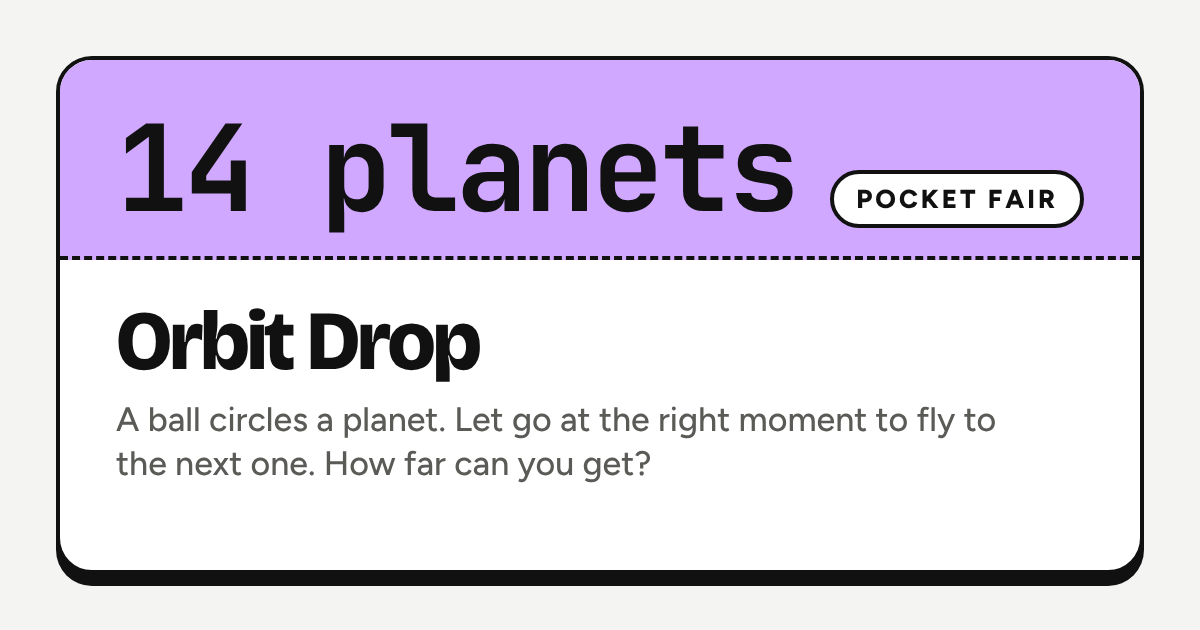 14 planets
POCKET FAIR
Orbit Drop
A ball circles a planet. Let go at the right moment to fly to
the next one. How far can you get?